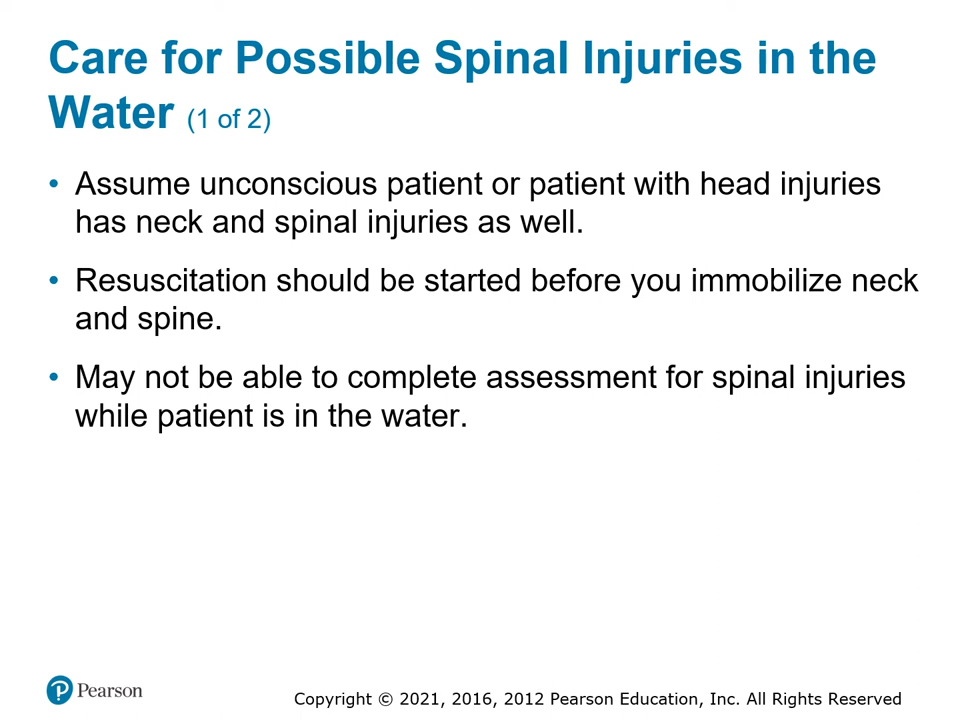 Care for Possible Spinal Injuries in the
Water (1 of 2)
• Assume unconscious patient or patient with head injuries
has neck and spinal injuries as well.
• Resuscitation should be started before you immobilize neck
and spine.
• May not be able to complete assessment for spinal injuries
while patient is in the water.
Pearson
Copyright © 2021, 2016, 2012 Pearson Education, Inc. All Rights Reserved